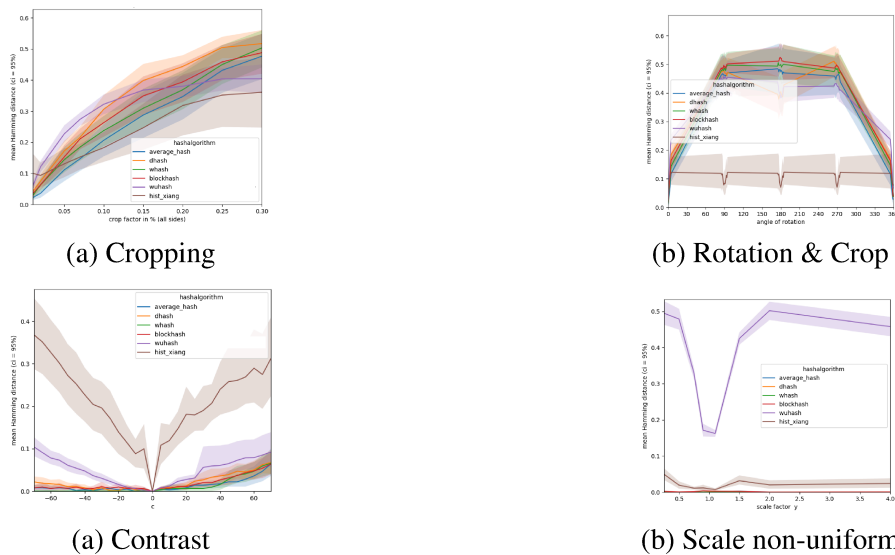 0.6
0.5
0.4
0.3
0.2
0.1
0.0
mean Hamming distance (ci = 95%)
0.05 0.10 0.15 0.20 0.25 0.30
crop factor in % (all sides)
hashalgorithm
average_hash
dhash
whash
blockhash
wuhash
hist_xiang
(a) Cropping
0.6
0.5
0.4
0.3
0.2
0.1
0.0
mean Hamming distance (ci = 95%)
0 30 60 90 120 150 180 210 240 270 300 330 36
angle of rotation
hashalgorithm
average_hash
dhash
whash
blockhash
wuhash
hist_xiang
(b) Rotation & Crop
0.4
0.3
0.2
0.1
0.0
mean Hamming distance (ci = 95%)
−60 −40 −20 0 20 40 60
c
hashalgorithm
average_hash
dhash
whash
blockhash
wuhash
hist_xiang
(a) Contrast
0.5
0.4
0.3
0.2
0.1
0.0
mean Hamming distance (ci = 95%)
0.5 1.0 1.5 2.0 2.5 3.0 3.5 4.0
scale factor y
hashalgorithm
average_hash
dhash
whash
blockhash
wuhash
hist_xiang
(b) Scale non-uniform